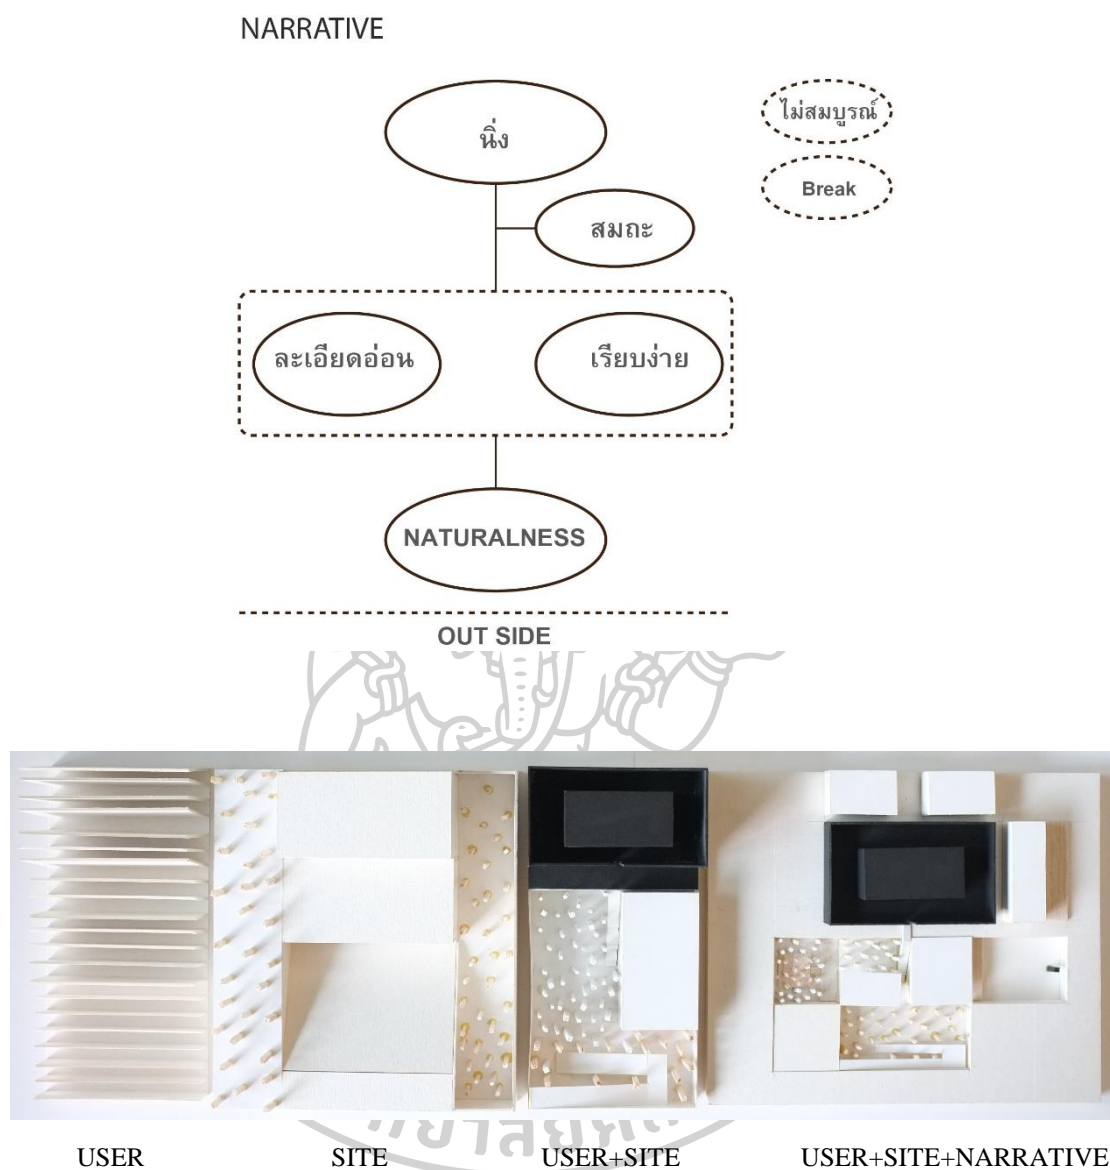 NARRATIVE
นิ่ง
ไม่สมบูรณ์
Break
สมถะ
ละเอียดอ่อน
เรียบง่าย
NATURALNESS
OUT SIDE
USER
SITE
USER+SITE
USER+SITE+NARRATIVE